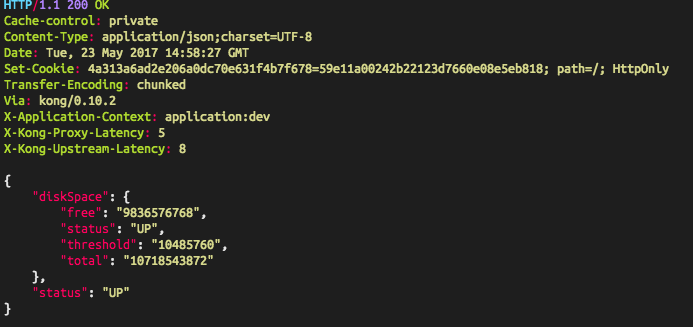 HTTP/1.1 200 OK
Cache-control: private
Content-Type: application/json;charset=UTF-8
Date: Tue, 23 May 2017 14:58:27 GMT
Set-Cookie: 4a313a6ad2e206a0dc70e631f4b7f678=59e11a00242b22123d7660e08e5eb818; path=/; HttpOnly
Transfer-Encoding: chunked
Via: kong/0.10.2
X-Application-Context: application:dev
X-Kong-Proxy-Latency: 5
X-Kong-Upstream-Latency: 8
{
"diskSpace": {
"free": "9836576768",
"status": "UP",
"threshold": "10485760",
"total": "10718543872"
},
"status": "UP"
}